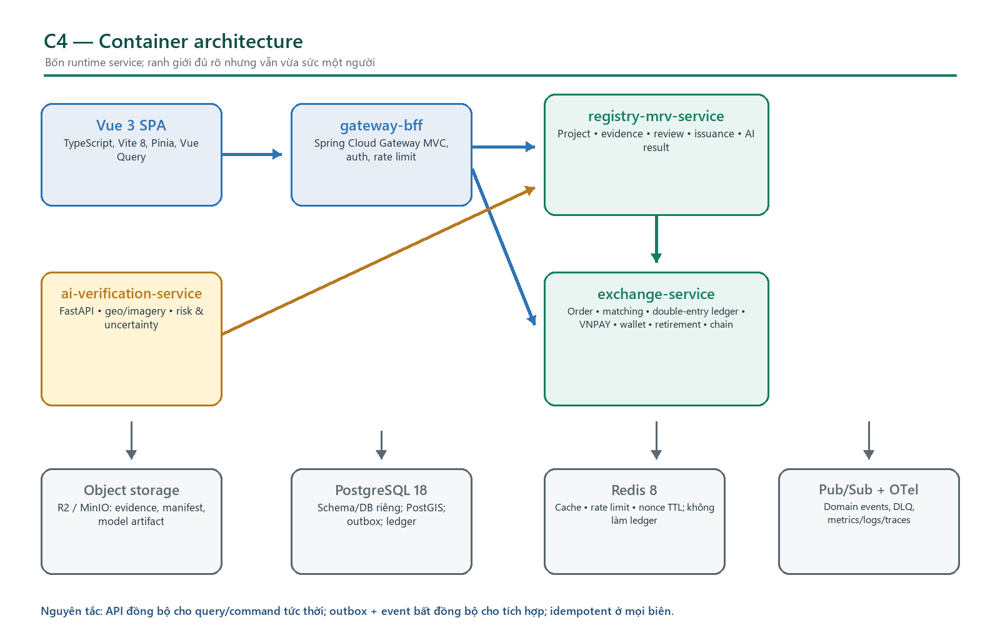 C4 — Container architecture
Bốn runtime service; ranh giới đủ rõ nhưng vẫn vừa sức một người
Vue 3 SPA
TypeScript, Vite 8, Pinia, Vue
Query
gateway-bff
Spring Cloud Gateway MVC,
auth, rate limit
registry-mrv-service
Project • evidence • review • issuance • AI
result
ai-verification-service
FastAPI • geo/imagery • risk &
uncertainty
exchange-service
Order • matching • double-entry ledger •
VNPAY • wallet • retirement • chain
Object storage
R2 / MinIO: evidence, manifest,
model artifact
PostgreSQL 18
Schema/DB riêng; PostGIS;
outbox; ledger
Redis 8
Cache • rate limit • nonce TTL; không
làm ledger
Pub/Sub + OTel
Domain events, DLQ,
metrics/logs/traces
Nguyên tắc: API đồng bộ cho query/command tức thời; outbox + event bất đồng bộ cho tích hợp; idempotent ở mọi biên.